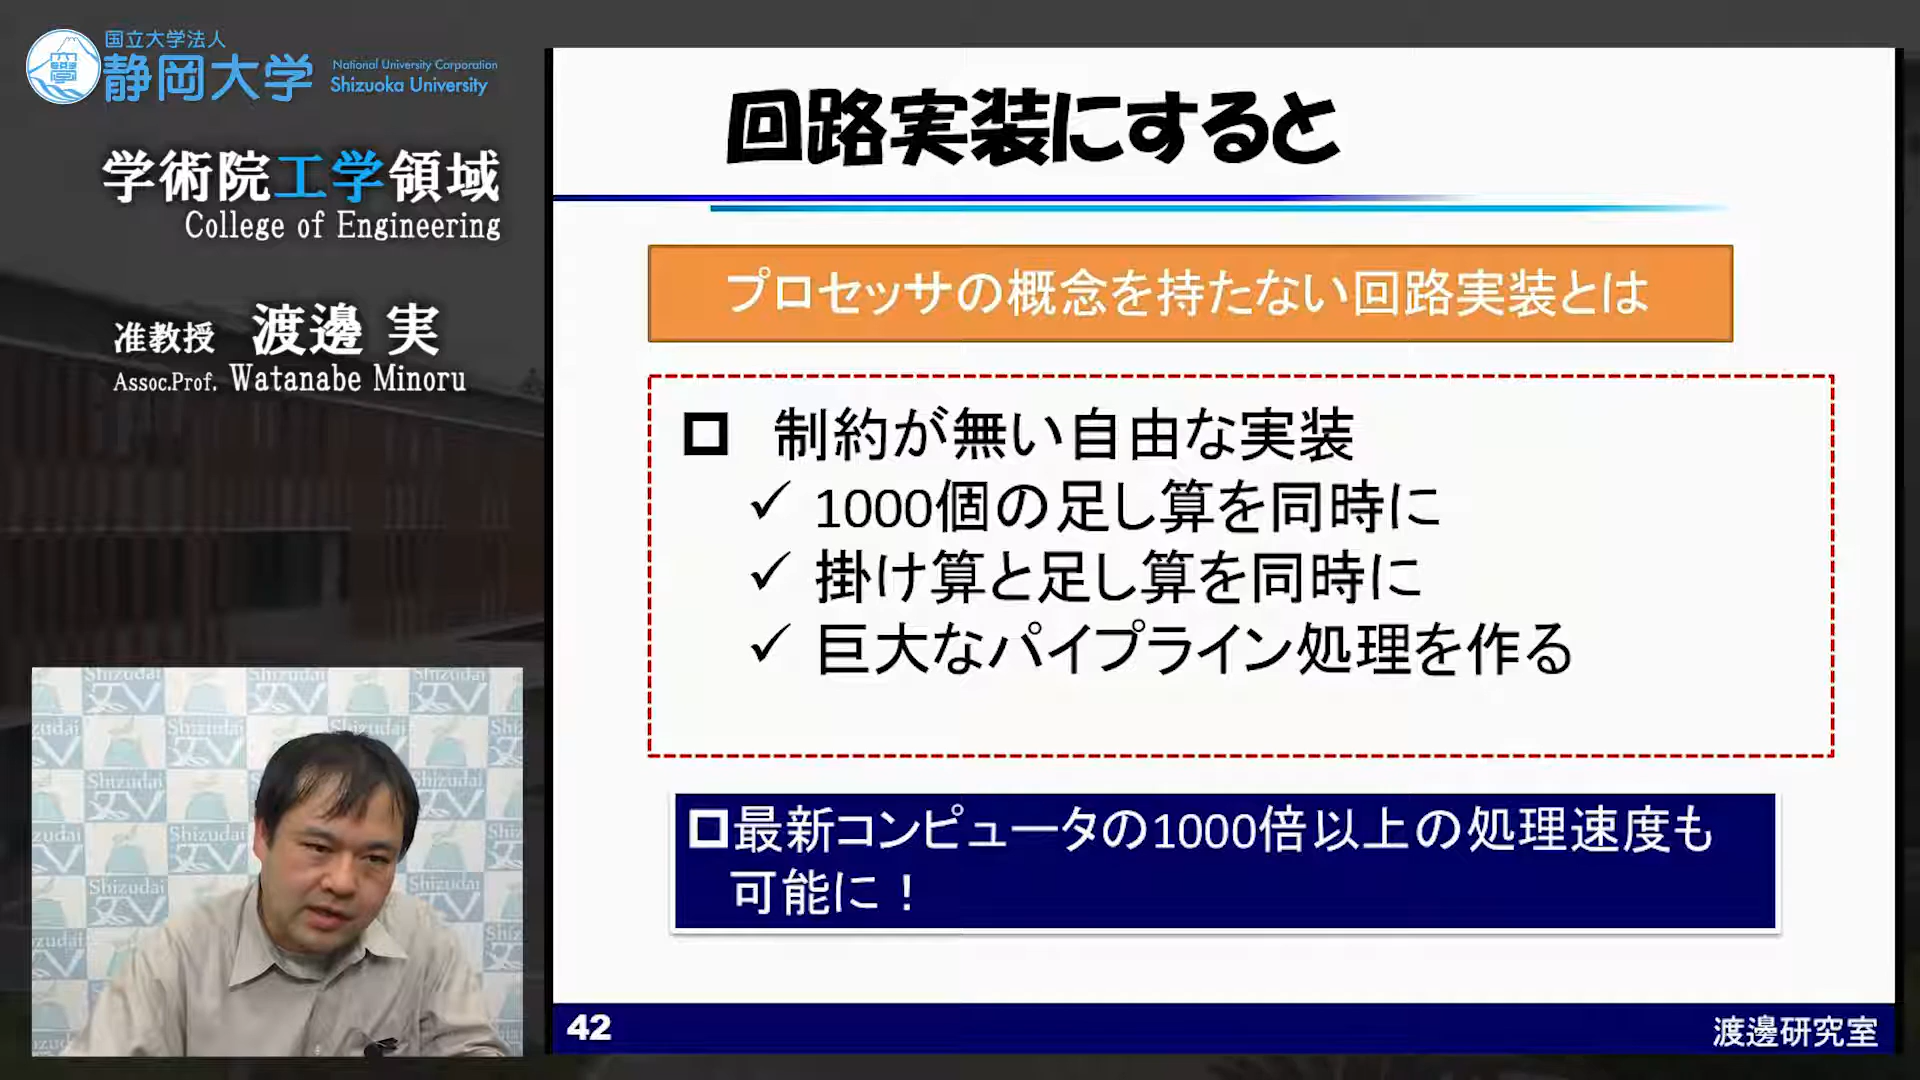 国立大学法人
静岡大学
National University Corporation
Shizuoka University
学術院工学領域
College of Engineering
准教授 渡邊 実
Assoc.Prof. Watanabe Minoru
回路実装にすると
プロセッサの概念を持たない回路実装とは
制約が無い自由な実装
✓ 1000個の足し算を同時に
✓ 掛け算と足し算を同時に
✓ 巨大なパイプライン処理を作る
最新コンピュータの1000倍以上の処理速度も
可能に！
42
渡邊研究室
Shizudai
TV